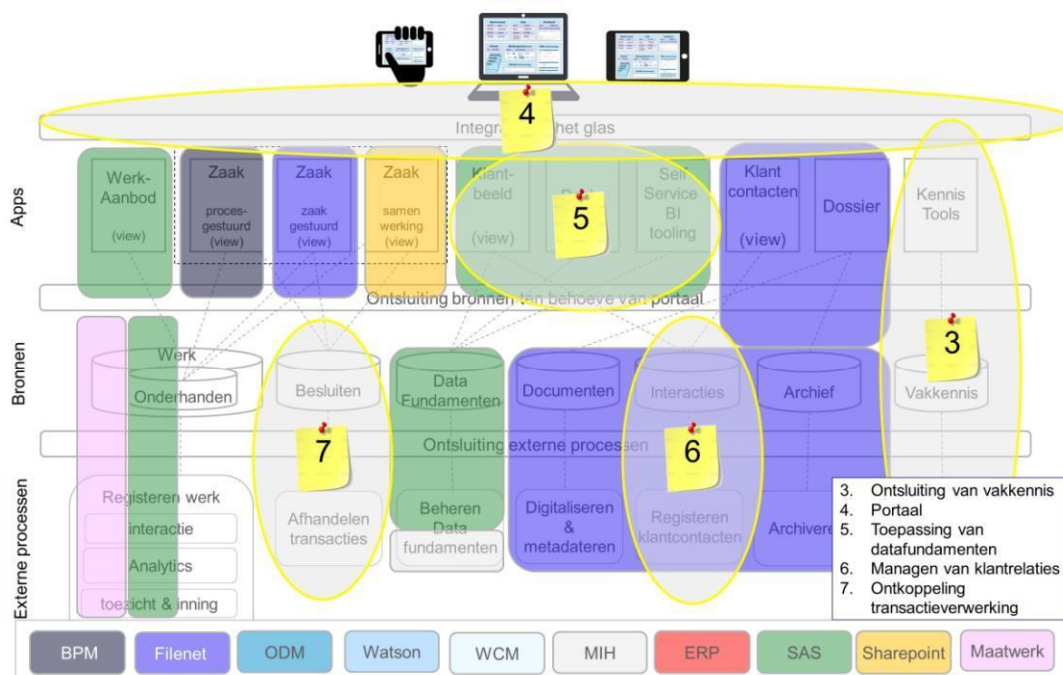 4
Integra het glas
Apps
Werk-
Aanbod
(view)
Zaak
proces-
gestuurd
(view)
Zaak
zaak
gestuurd
(view)
Zaak
samen
werking
(view)
Klant-
beeld
(view)
5
Self
Service
BI
tooling
Klant
contacten
(view)
Dossier
Kennis
Tools
Ontsluiting bronnen ten behoeve van portaal
3
Bronnen
Werk
Onderhanden
Besluiten
Data
Fundamenten
Documenten
Interacties
Archief
Vakkennis
7
Ontsluiting externe processen
6
Externe processen
Registeren werk
interactie
Analytics
toezicht & inning
Afhandelen
transacties
Beheren
Data
fundamenten
Digitaliseren
&
metadateren
Registeren
klantcontacten
Archivere
3. Ontsluiting van vakkennis
4. Portaal
5. Toepassing van
datafundamenten
6. Managen van klantrelaties
7. Ontkoppeling
transactieverwerking
BPM
Filenet
ODM
Watson
WCM
MIH
ERP
SAS
Sharepoint
Maatwerk